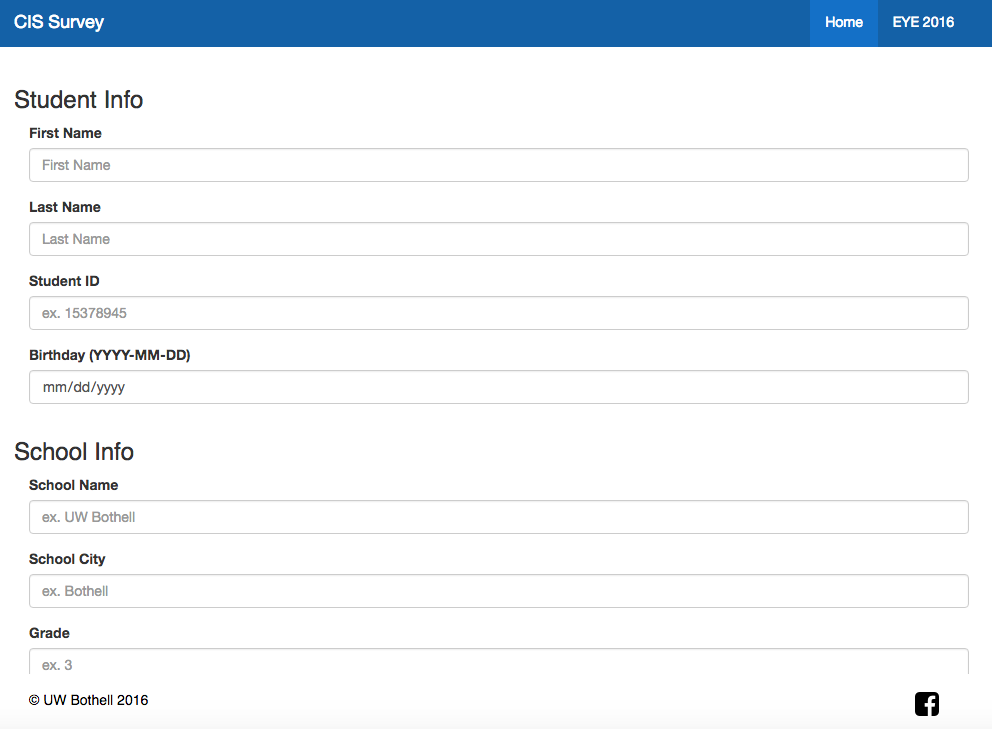 CIS Survey Home EYE 2016
Student Info
First Name
First Name
Last Name
Last Name
Student ID
ex. 15378945
Birthday (YYYY-MM-DD)
mm/dd/yyyy
School Info
School Name
ex. UW Bothell
School City
ex. Bothell
Grade
ex. 3
© UW Bothell 2016